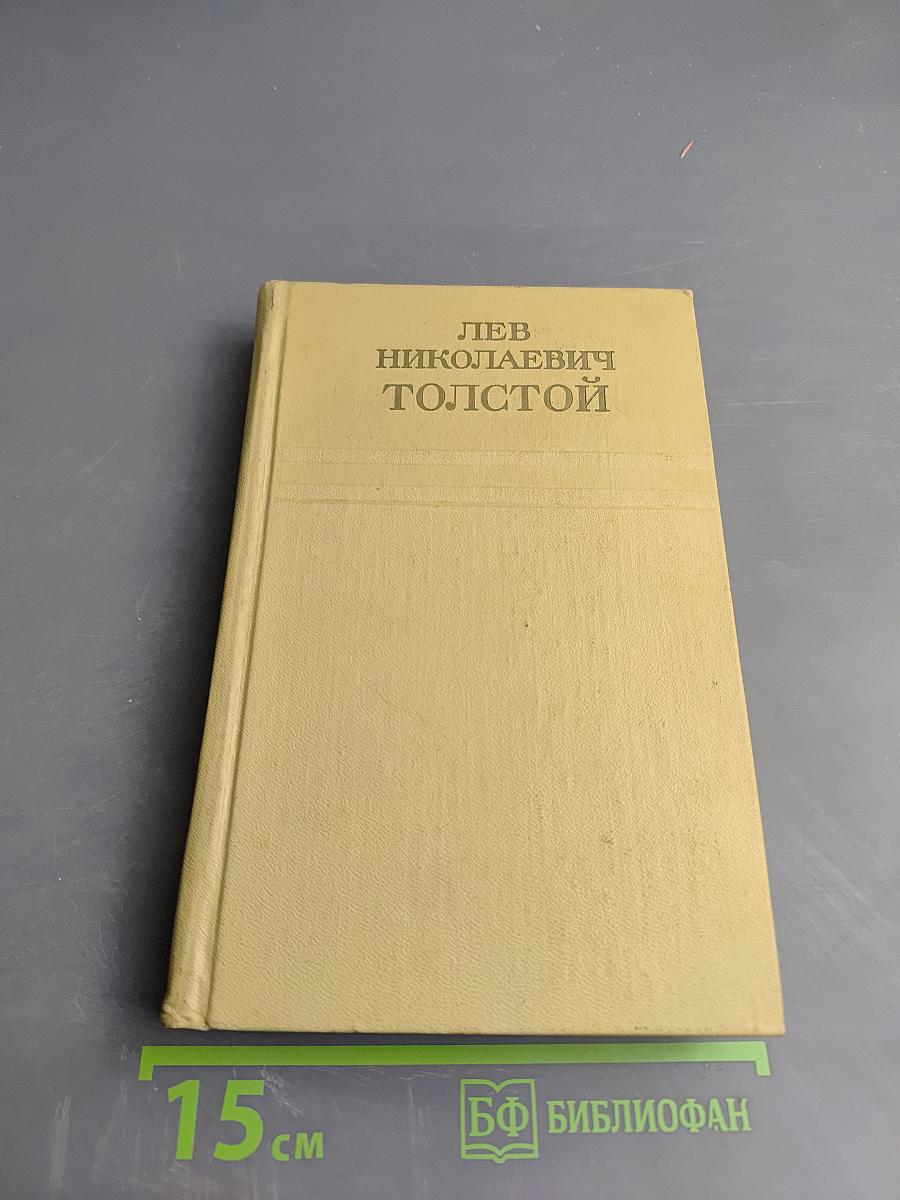 ЛЕВ
НИКОЛАЕВИЧ
ТОЛСТОЙ
15 см
БФ БИБЛИОФАН